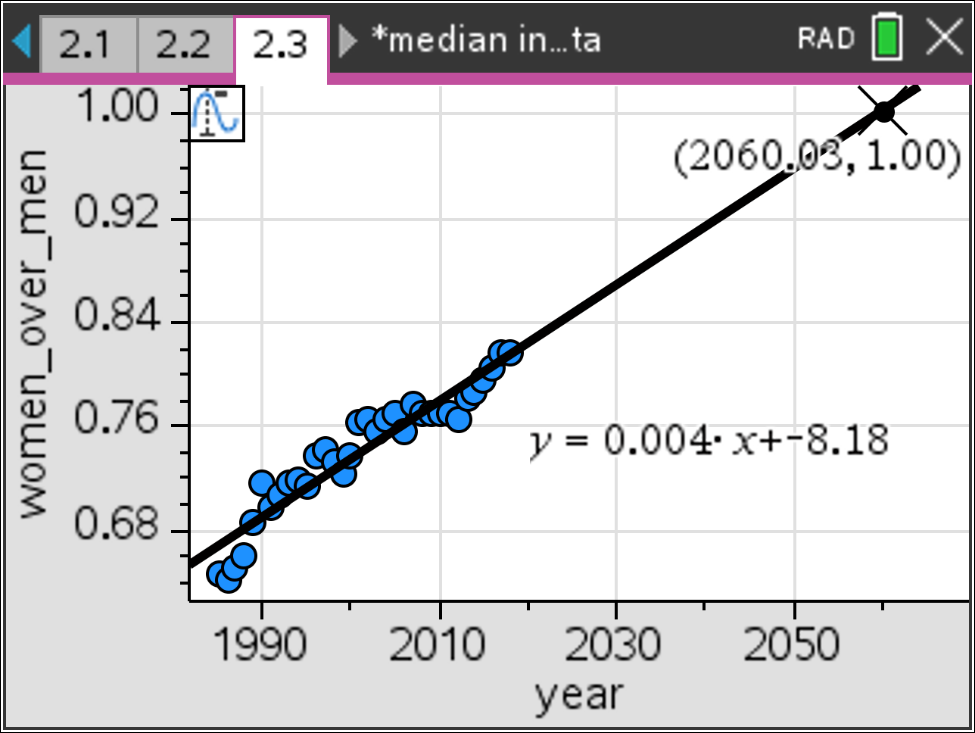 2.1 2.2 2.3 *median in…ta RAD
1.00
(2060.03, 1.00)
0.92
0.84
0.76
y = 0.004· x+-8.18
0.68
women_over_men
1990 2010 2030 2050
year